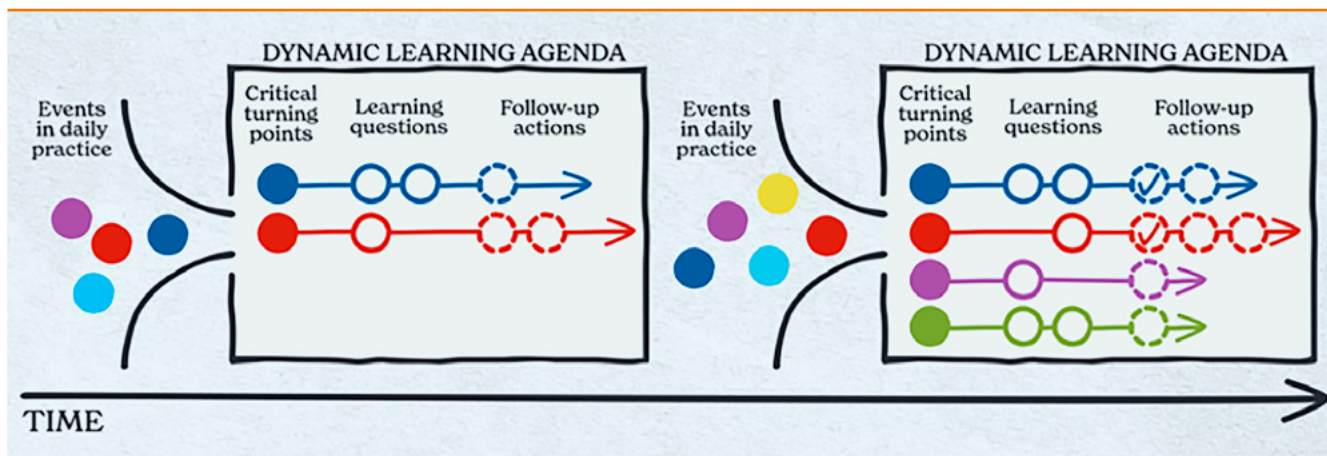 DYNAMIC LEARNING AGENDA
Events
in daily
practice
Critical
turning
points
Learning
questions
Follow-up
actions
DYNAMIC LEARNING AGENDA
Events
in daily
practice
Critical
turning
points
Learning
questions
Follow-up
actions
TIME